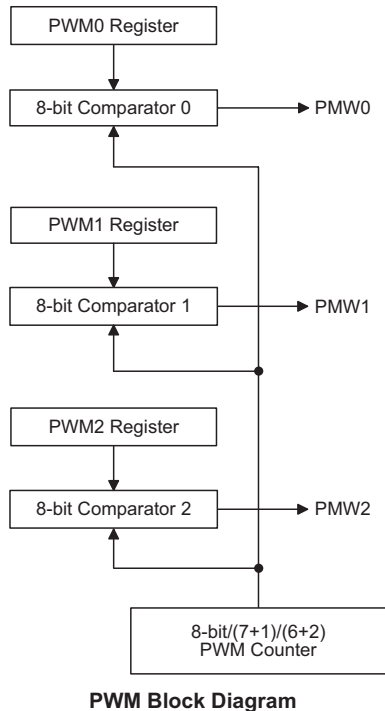 PWM0 Register
8-bit Comparator 0
PMW0
PWM1 Register
8-bit Comparator 1
PMW1
PWM2 Register
8-bit Comparator 2
PMW2
8-bit/(7+1)/(6+2)
PWM Counter
PWM Block Diagram